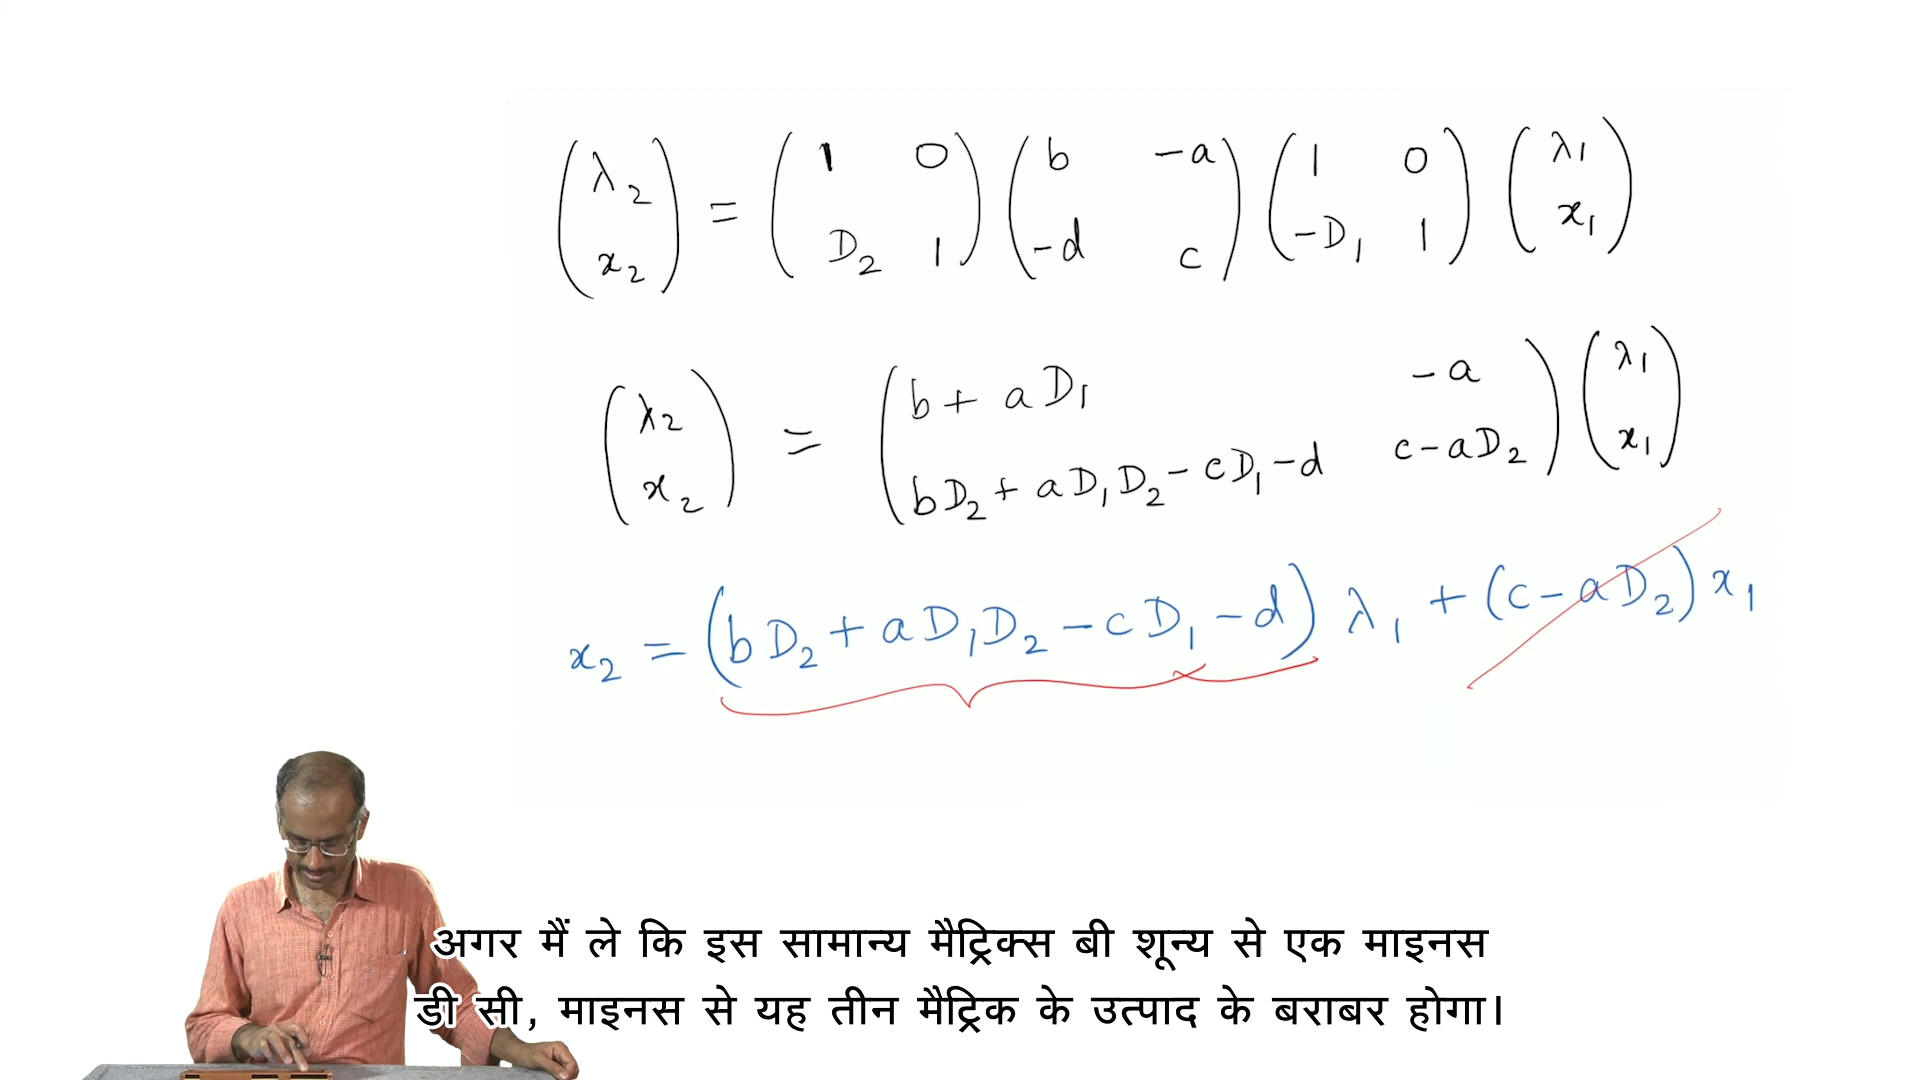 (λ₂ x₂) = (1 0 D₂ 1) (b -a -d c) (1 0 -D₁ 1) (λ₁ x₁)
(λ₂ x₂) = (b + aD₁ -a bD₂ + aD₁D₂ - cD₁ - d c - aD₂) (λ₁ x₁)
x₂ = (bD₂ + aD₁D₂ - cD₁ - d) λ₁ + (c - aD₂) x₁
अगर मैं ले कि इस सामान्य मैट्रिक्स बी शून्य से एक माइनस
डी सी, माइनस से यह तीन मैट्रिक के उत्पाद के बराबर होगा।